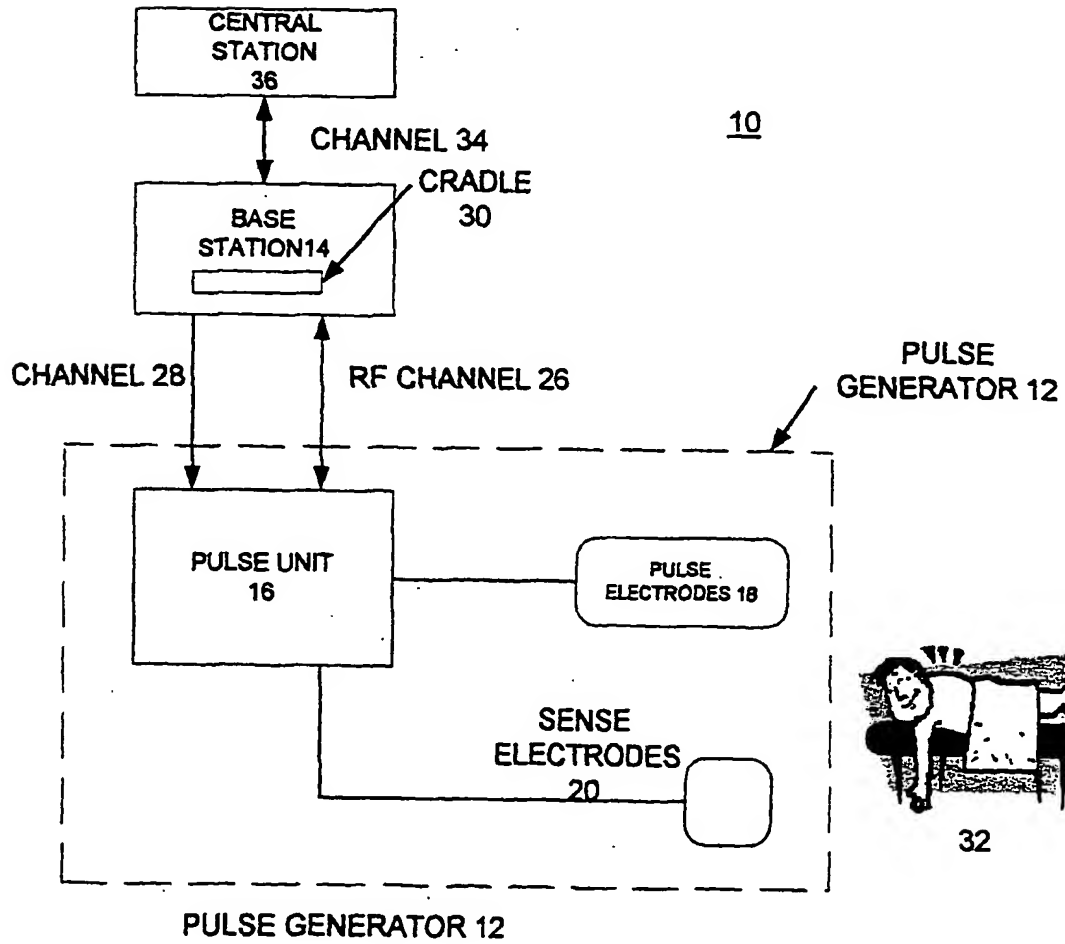 CENTRAL
STATION
36
10
CHANNEL 34
CRADLE
30
BASE
STATION14
CHANNEL 28
RF CHANNEL 26
PULSE
GENERATOR 12
PULSE UNIT
16
PULSE
ELECTRODES 18
SENSE
ELECTRODES
20
32
PULSE GENERATOR 12